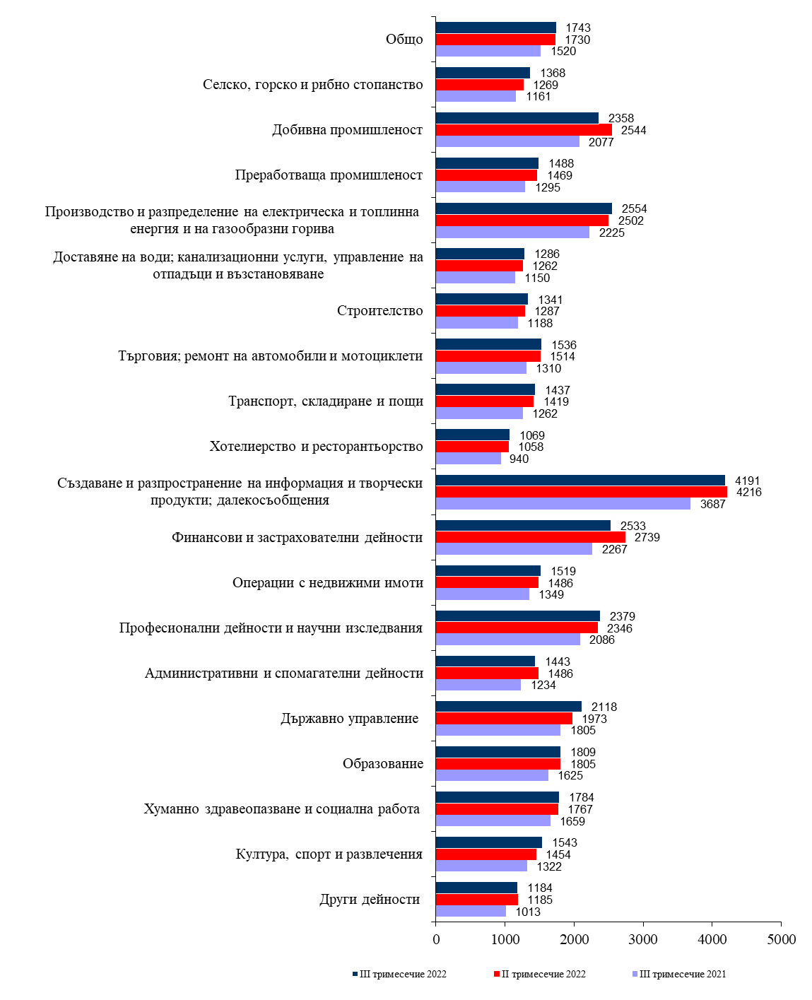 Общо
1743
1730
1520
Селско, горско и рибно стопанство
1368
1269
1161
Добивна промишленост
2358
2544
2077
Преработваща промишленост
1488
1469
1295
Производство и разпределение на електрическа и топлинна
енергия и на газообразни горива
2554
2502
2225
Доставяне на води; канализационни услуги, управление на
отпадъци и възстановяване
1286
1262
1150
Строителство
1341
1287
1188
Търговия; ремонт на автомобили и мотоциклети
1536
1514
1310
Транспорт, складиране и пощи
1437
1419
1262
Хотелиерство и ресторантьорство
1069
1058
940
Създаване и разпространение на информация и творчески
продукти; далекосъобщения
4191
4216
3687
Финансови и застрахователни дейности
2533
2739
2267
Операции с недвижими имоти
1519
1486
1349
Професионални дейности и научни изследвания
2379
2346
2086
Административни и спомагателни дейности
1443
1486
1234
Държавно управление
2118
1973
1805
Образование
1809
1805
1625
Хуманно здравеопазване и социална работа
1784
1767
1659
Култура, спорт и развлечения
1543
1454
1322
Други дейности
1184
1185
1013
0 1000 2000 3000 4000 5000
III тримесечие 2022 II тримесечие 2022 III тримесечие 2021